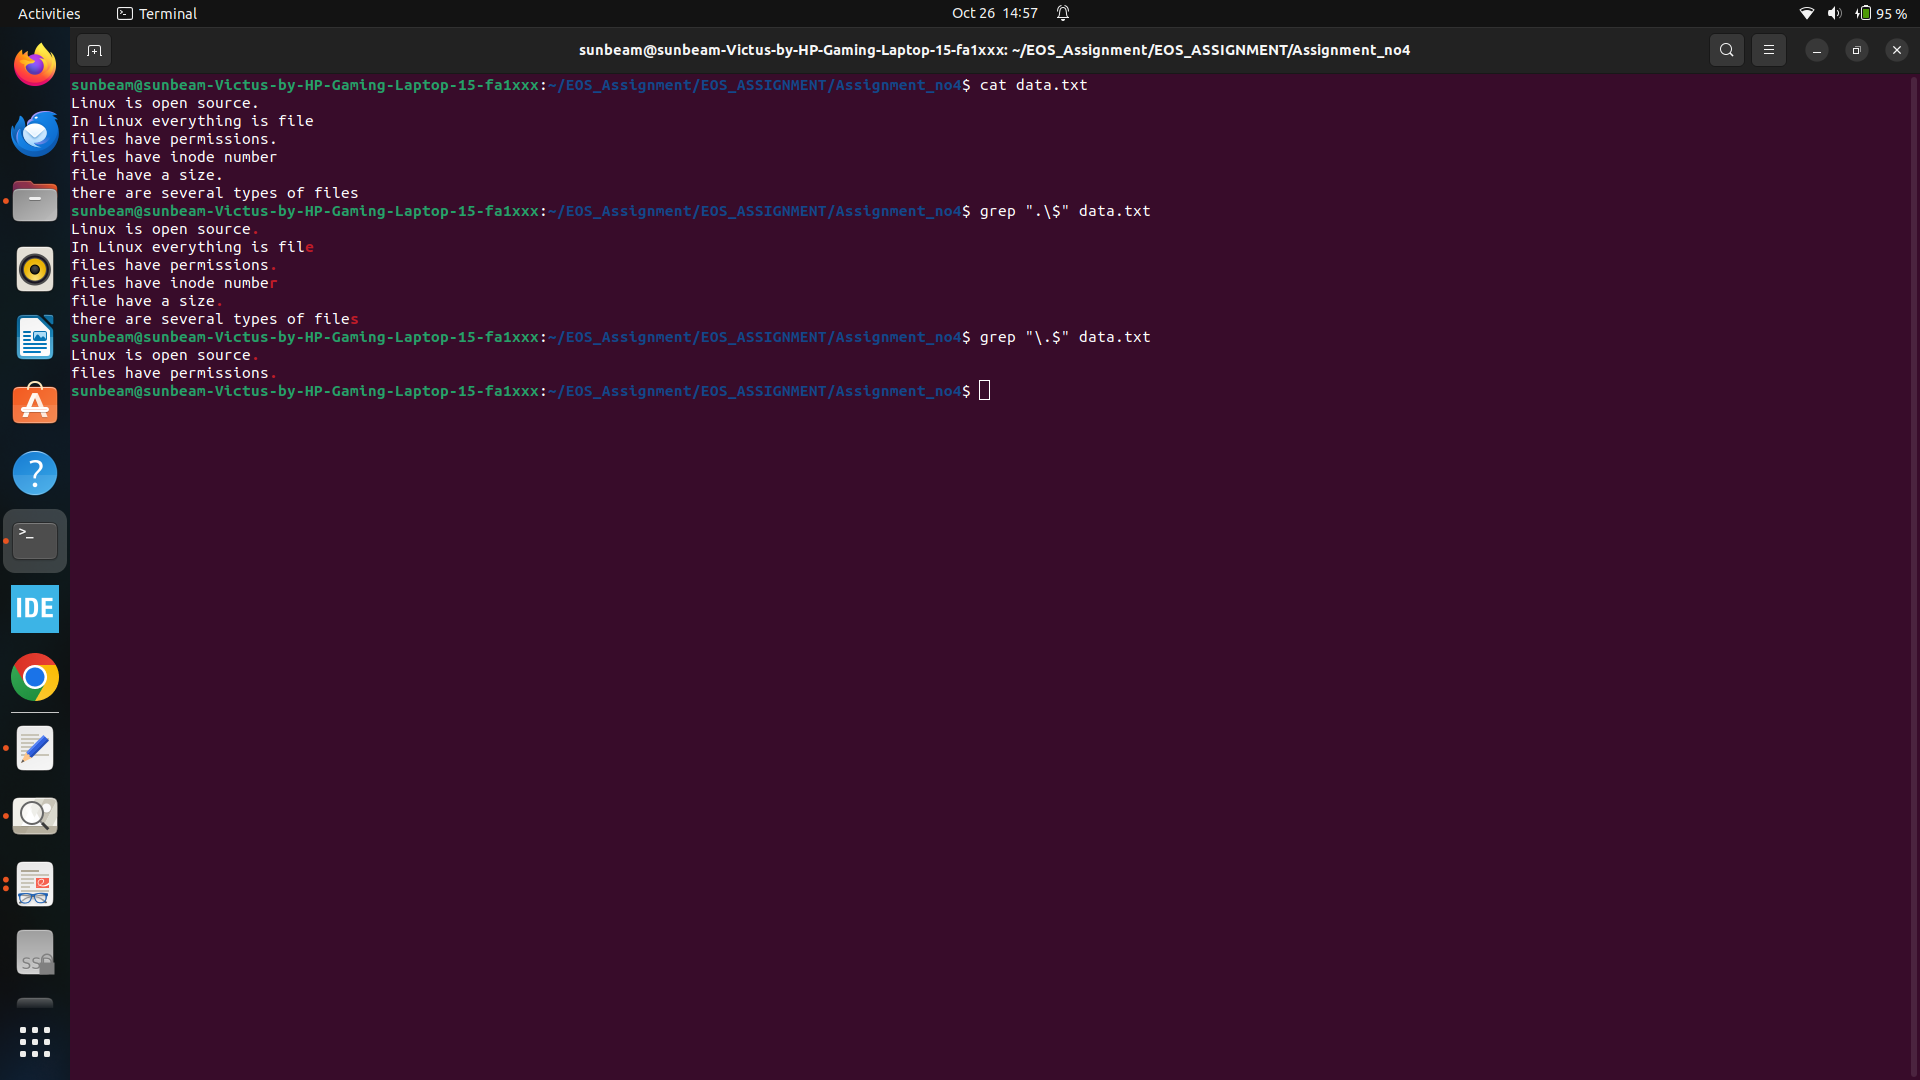 Activities
Terminal
Oct 26 14:57
95 %
sunbeam@sunbeam-Victus-by-HP-Gaming-Laptop-15-fa1xxx: ~/EOS_Assignment/EOS_ASSIGNMENT/Assignment_no4
sunbeam@sunbeam-Victus-by-HP-Gaming-Laptop-15-fa1xxx:~/EOS_Assignment/EOS_ASSIGNMENT/Assignment_no4$ cat data.txt
Linux is open source.
In Linux everything is file
files have permissions.
files have inode number
file have a size.
there are several types of files
sunbeam@sunbeam-Victus-by-HP-Gaming-Laptop-15-fa1xxx:~/EOS_Assignment/EOS_ASSIGNMENT/Assignment_no4$ grep ".\$" data.txt
Linux is open source.
In Linux everything is file
files have permissions.
files have inode number
file have a size.
there are several types of files
sunbeam@sunbeam-Victus-by-HP-Gaming-Laptop-15-fa1xxx:~/EOS_Assignment/EOS_ASSIGNMENT/Assignment_no4$ grep "\.$" data.txt
Linux is open source.
files have permissions.
sunbeam@sunbeam-Victus-by-HP-Gaming-Laptop-15-fa1xxx:~/EOS_Assignment/EOS_ASSIGNMENT/Assignment_no4$
>_
IDE
SS